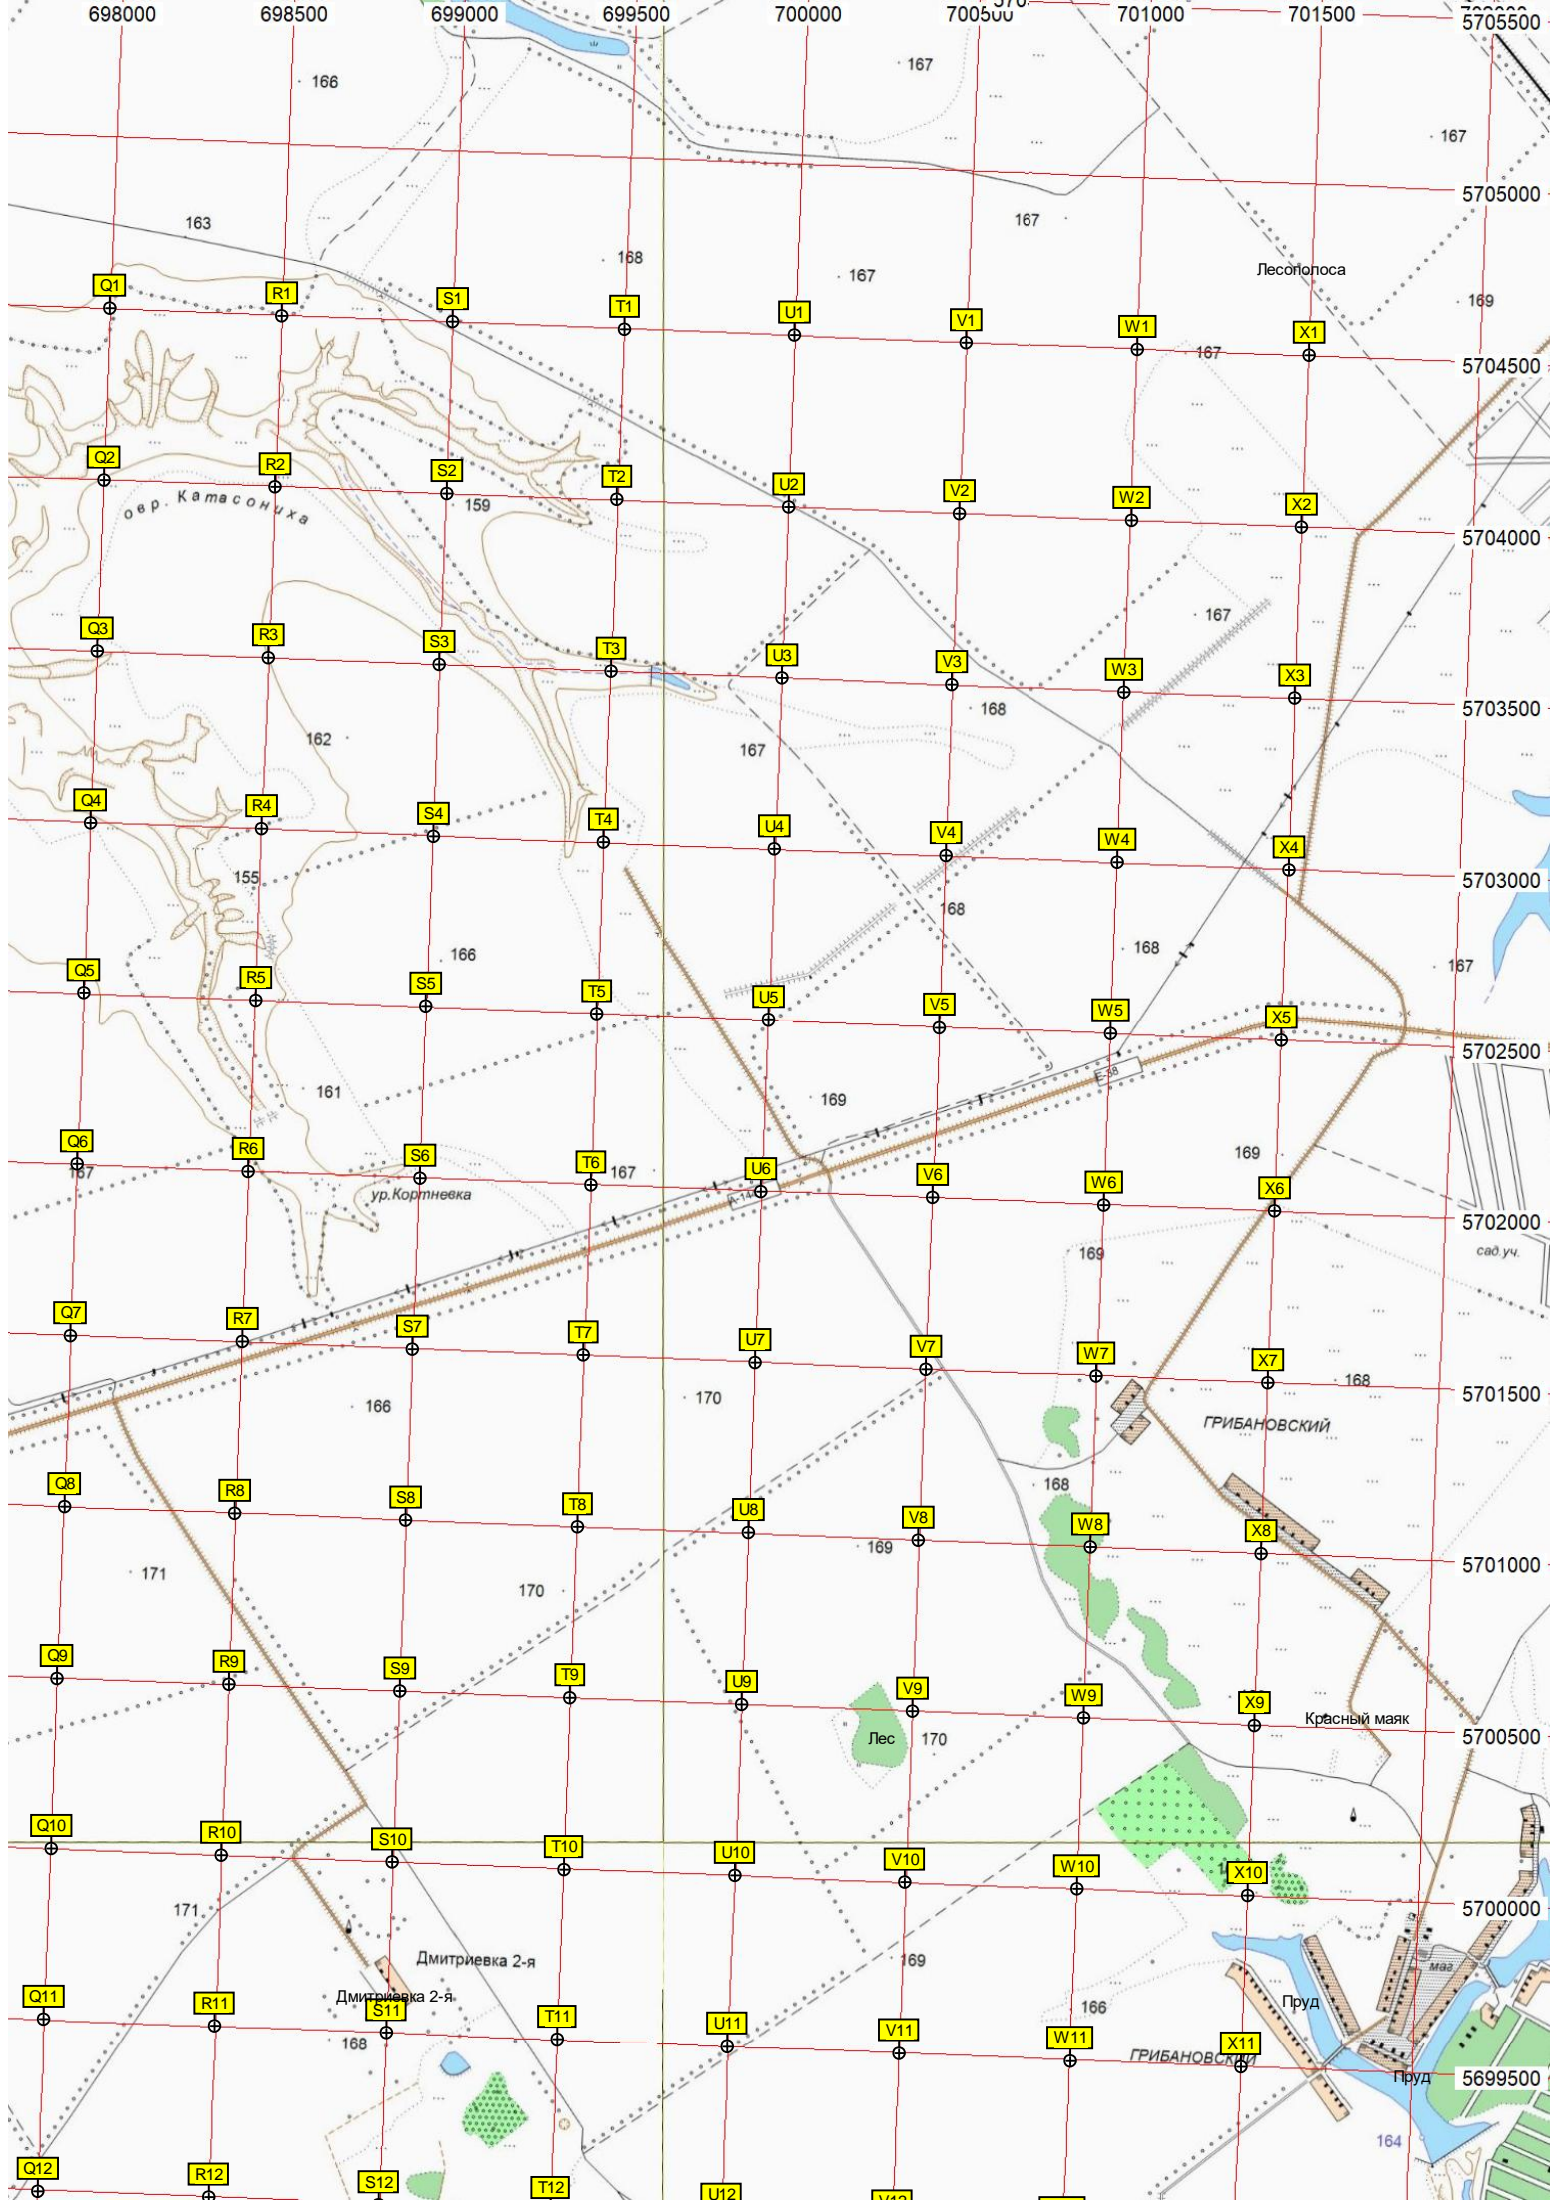 698000 698500 699000 699500 700000 700500 701000 701500
5705500
166 167 167
5705000
163 167
168 167 Лесополоса
169
Q1 R1 S1 T1 U1 V1 W1 X1
167
5704500
Q2 R2 S2 T2 U2 V2 W2 X2
овр. Катасониха 159
5704000
167
Q3 R3 S3 T3 U3 V3 W3 X3
168
5703500
162 167
Q4 R4 S4 T4 U4 V4 W4 X4
155
5703000
168
166 168 167
Q5 R5 S5 T5 U5 V5 W5 X5
5702500
E-38
161 169
169
Q6 R6 S6 T6 U6 V6 W6 X6
167 167
ур.Кортневка
5702000
169 сад.уч.
Q7 R7 S7 T7 U7 V7 W7 X7
168
5701500
170
166 ГРИБАНОВСКИЙ
168
Q8 R8 S8 T8 U8 V8 W8 X8
169
5701000
171 170
Q9 R9 S9 T9 U9 V9 W9 X9
Красный маяк
Лес 170
5700500
Q10 R10 S10 T10 U10 V10 W10 X10
171
5700000
Дмитриевка 2-я 169
маг.
Дмитриевка 2-я
166 Пруд
Q11 R11 S11 T11 U11 V11 W11 X11
168 ГРИБАНОВСКИЙ
Пруд 5699500
164
Q12 R12 S12 T12 U12